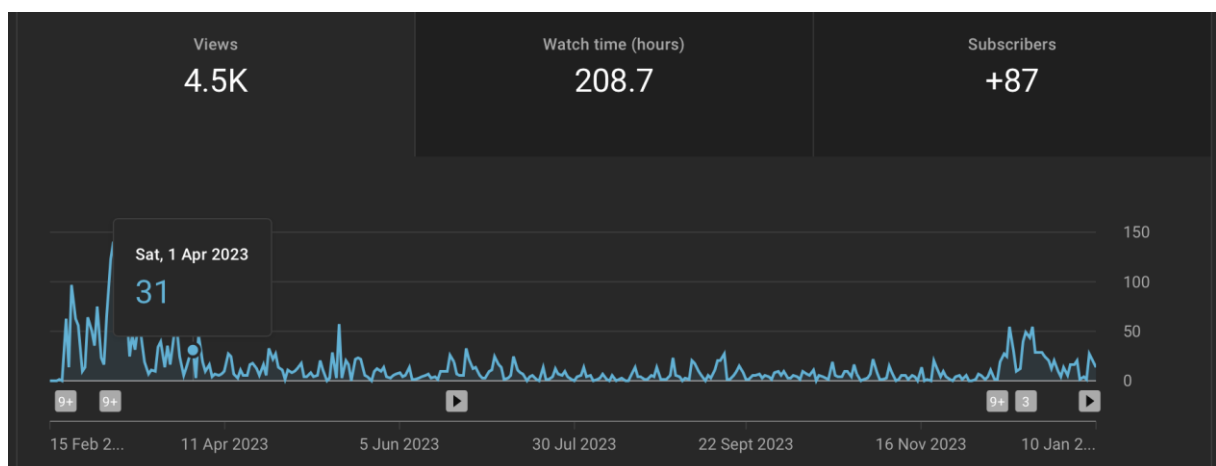 Views
4.5K
Watch time (hours)
208.7
Subscribers
+87
Sat, 1 Apr 2023
31
150
100
50
0
9+
9+
9+
3
15 Feb 2...
11 Apr 2023
5 Jun 2023
30 Jul 2023
22 Sept 2023
16 Nov 2023
10 Jan 2...